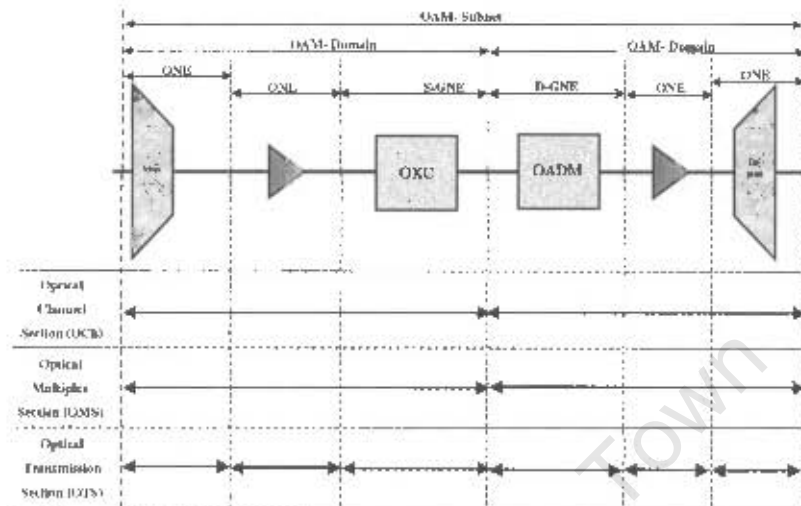 OAM- Subnet
OAM- Domain OAM- Domain
ONE ONE
ONE S-GNE D-GNE ONE
OXC OADM
Optical
Channel
Section (OCh)
Optical
Multiplex
Section (OMS)
Optical
Transmission
Section (OTS)
Town